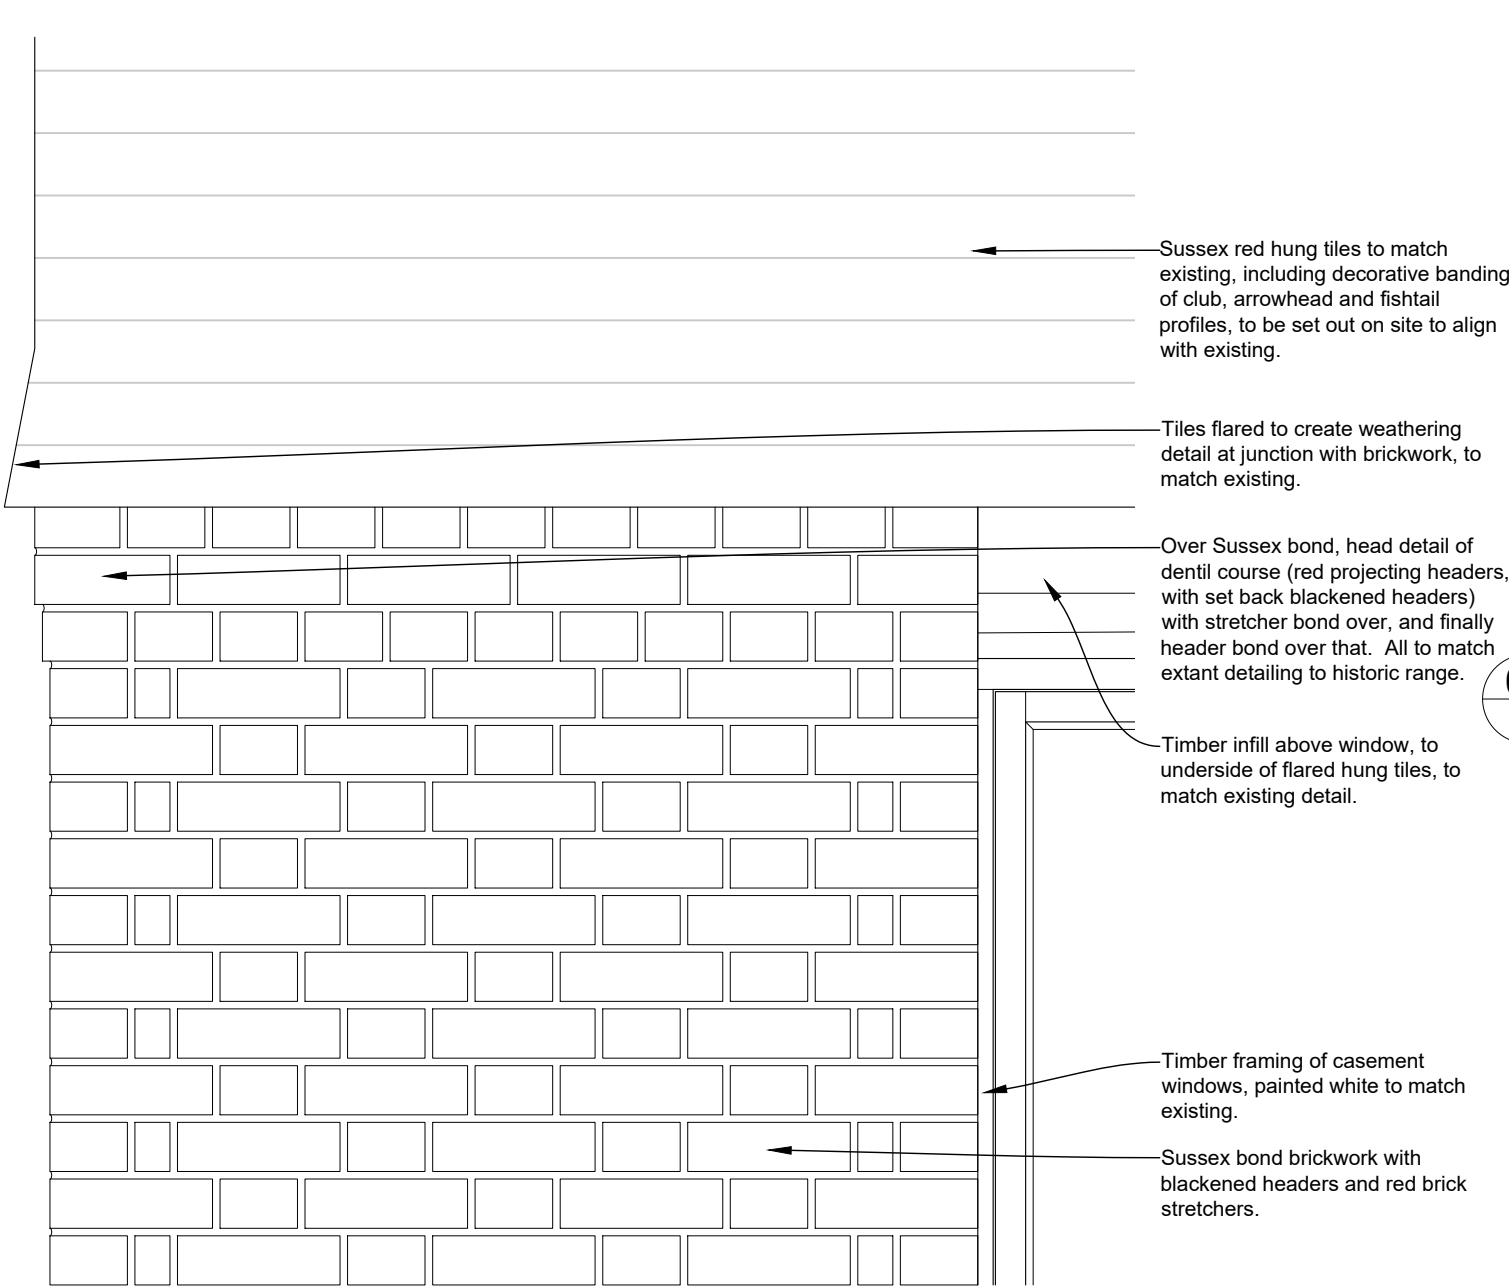 Sussex red hung tiles to match
existing, including decorative banding
of club, arrowhead and fishtail
profiles, to be set out on site to align
with existing.
Tiles flared to create weathering
detail at junction with brickwork, to
match existing.
Over Sussex bond, head detail of
dentil course (red projecting headers,
with set back blackened headers)
with stretcher bond over, and finally
header bond over that.  All to match
extant detailing to historic range.
Timber infill above window, to
underside of flared hung tiles, to
match existing detail.
Timber framing of casement
windows, painted white to match
existing.
Sussex bond brickwork with
blackened headers and red brick
stretchers.